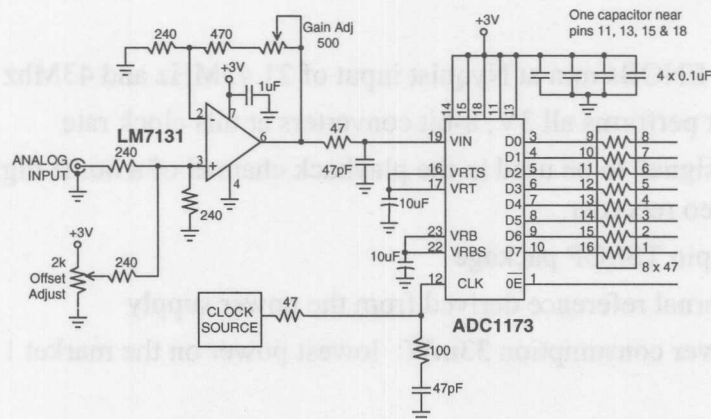 One capacitor near
pins 11, 13, 15 & 18
Gain Adj
500
240
470
+3V
+3V
1uF
4 x 0.1uF
14
15
18
11
13
2
7
LM7131
6
3
4
ANALOG
INPUT
240
240
47
47pF
19
VIN
16
VRTS
17
VRT
10uF
23
VRB
22
VRBS
10uF
12
CLK
D0
3
9
8
D1
4
10
7
D2
5
11
6
D3
6
12
5
D4
7
13
4
D5
8
14
3
D6
9
15
2
D7
10
16
1
8 x 47
OE
1
ADC1173
+3V
2k
Offset
Adjust
240
CLOCK
SOURCE
47
100
47pF